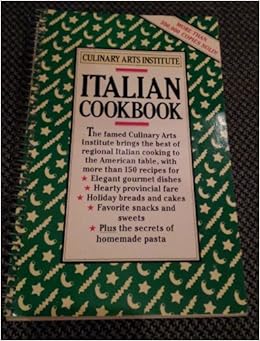 MORE THAN
300,000 COPIES SOLD!
CULINARY ARTS INSTITUTE
ITALIAN
COOKBOOK
The famed Culinary Arts
Institute brings the best of
regional Italian cooking to
the American table, with
more than 150 recipes for
★ Elegant gourmet dishes
★ Hearty provincial fare
★ Holiday breads and cakes
★ Favorite snacks and
sweets
★ Plus the secrets of
homemade pasta